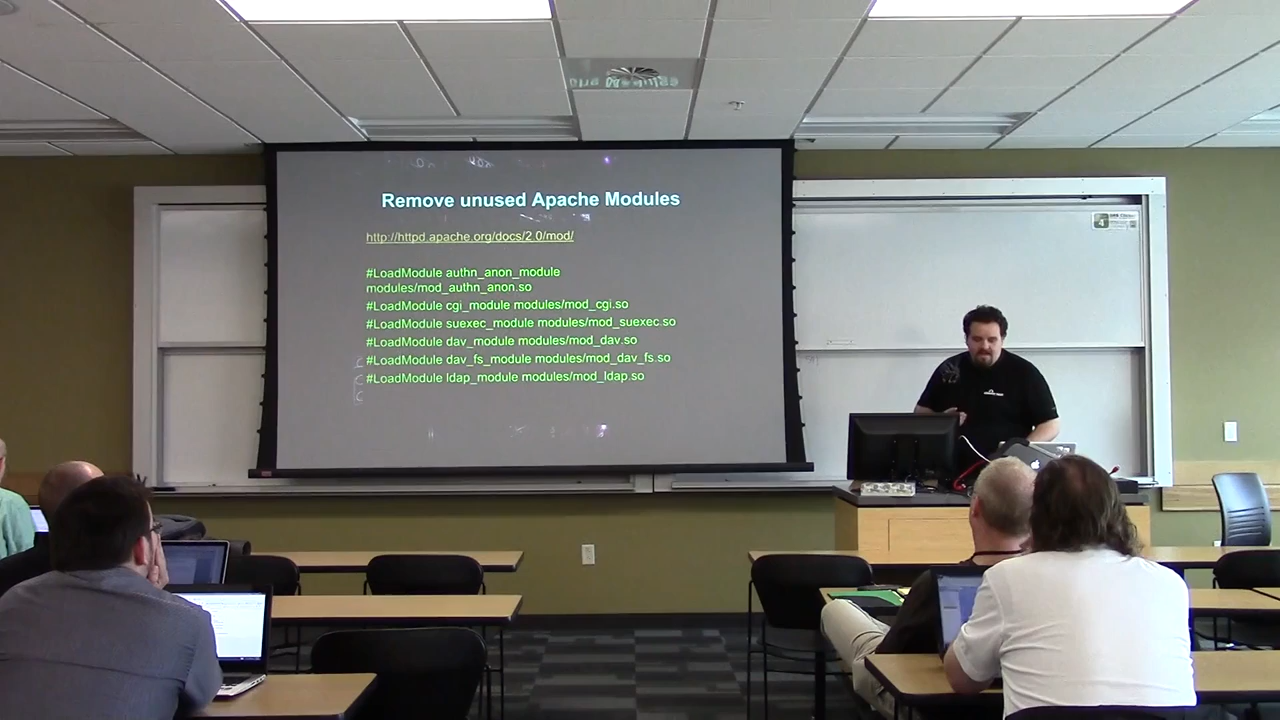 Remove unused Apache Modules
http://httpd.apache.org/docs/2.0/mod/
#LoadModule authn_anon_module
modules/mod_authn_anon.so
#LoadModule cgi_module modules/mod_cgi.so
#LoadModule suexec_module modules/mod_suexec.so
#LoadModule dav_module modules/mod_dav.so
#LoadModule dav_fs_module modules/mod_dav_fs.so
#LoadModule ldap_module modules/mod_ldap.so